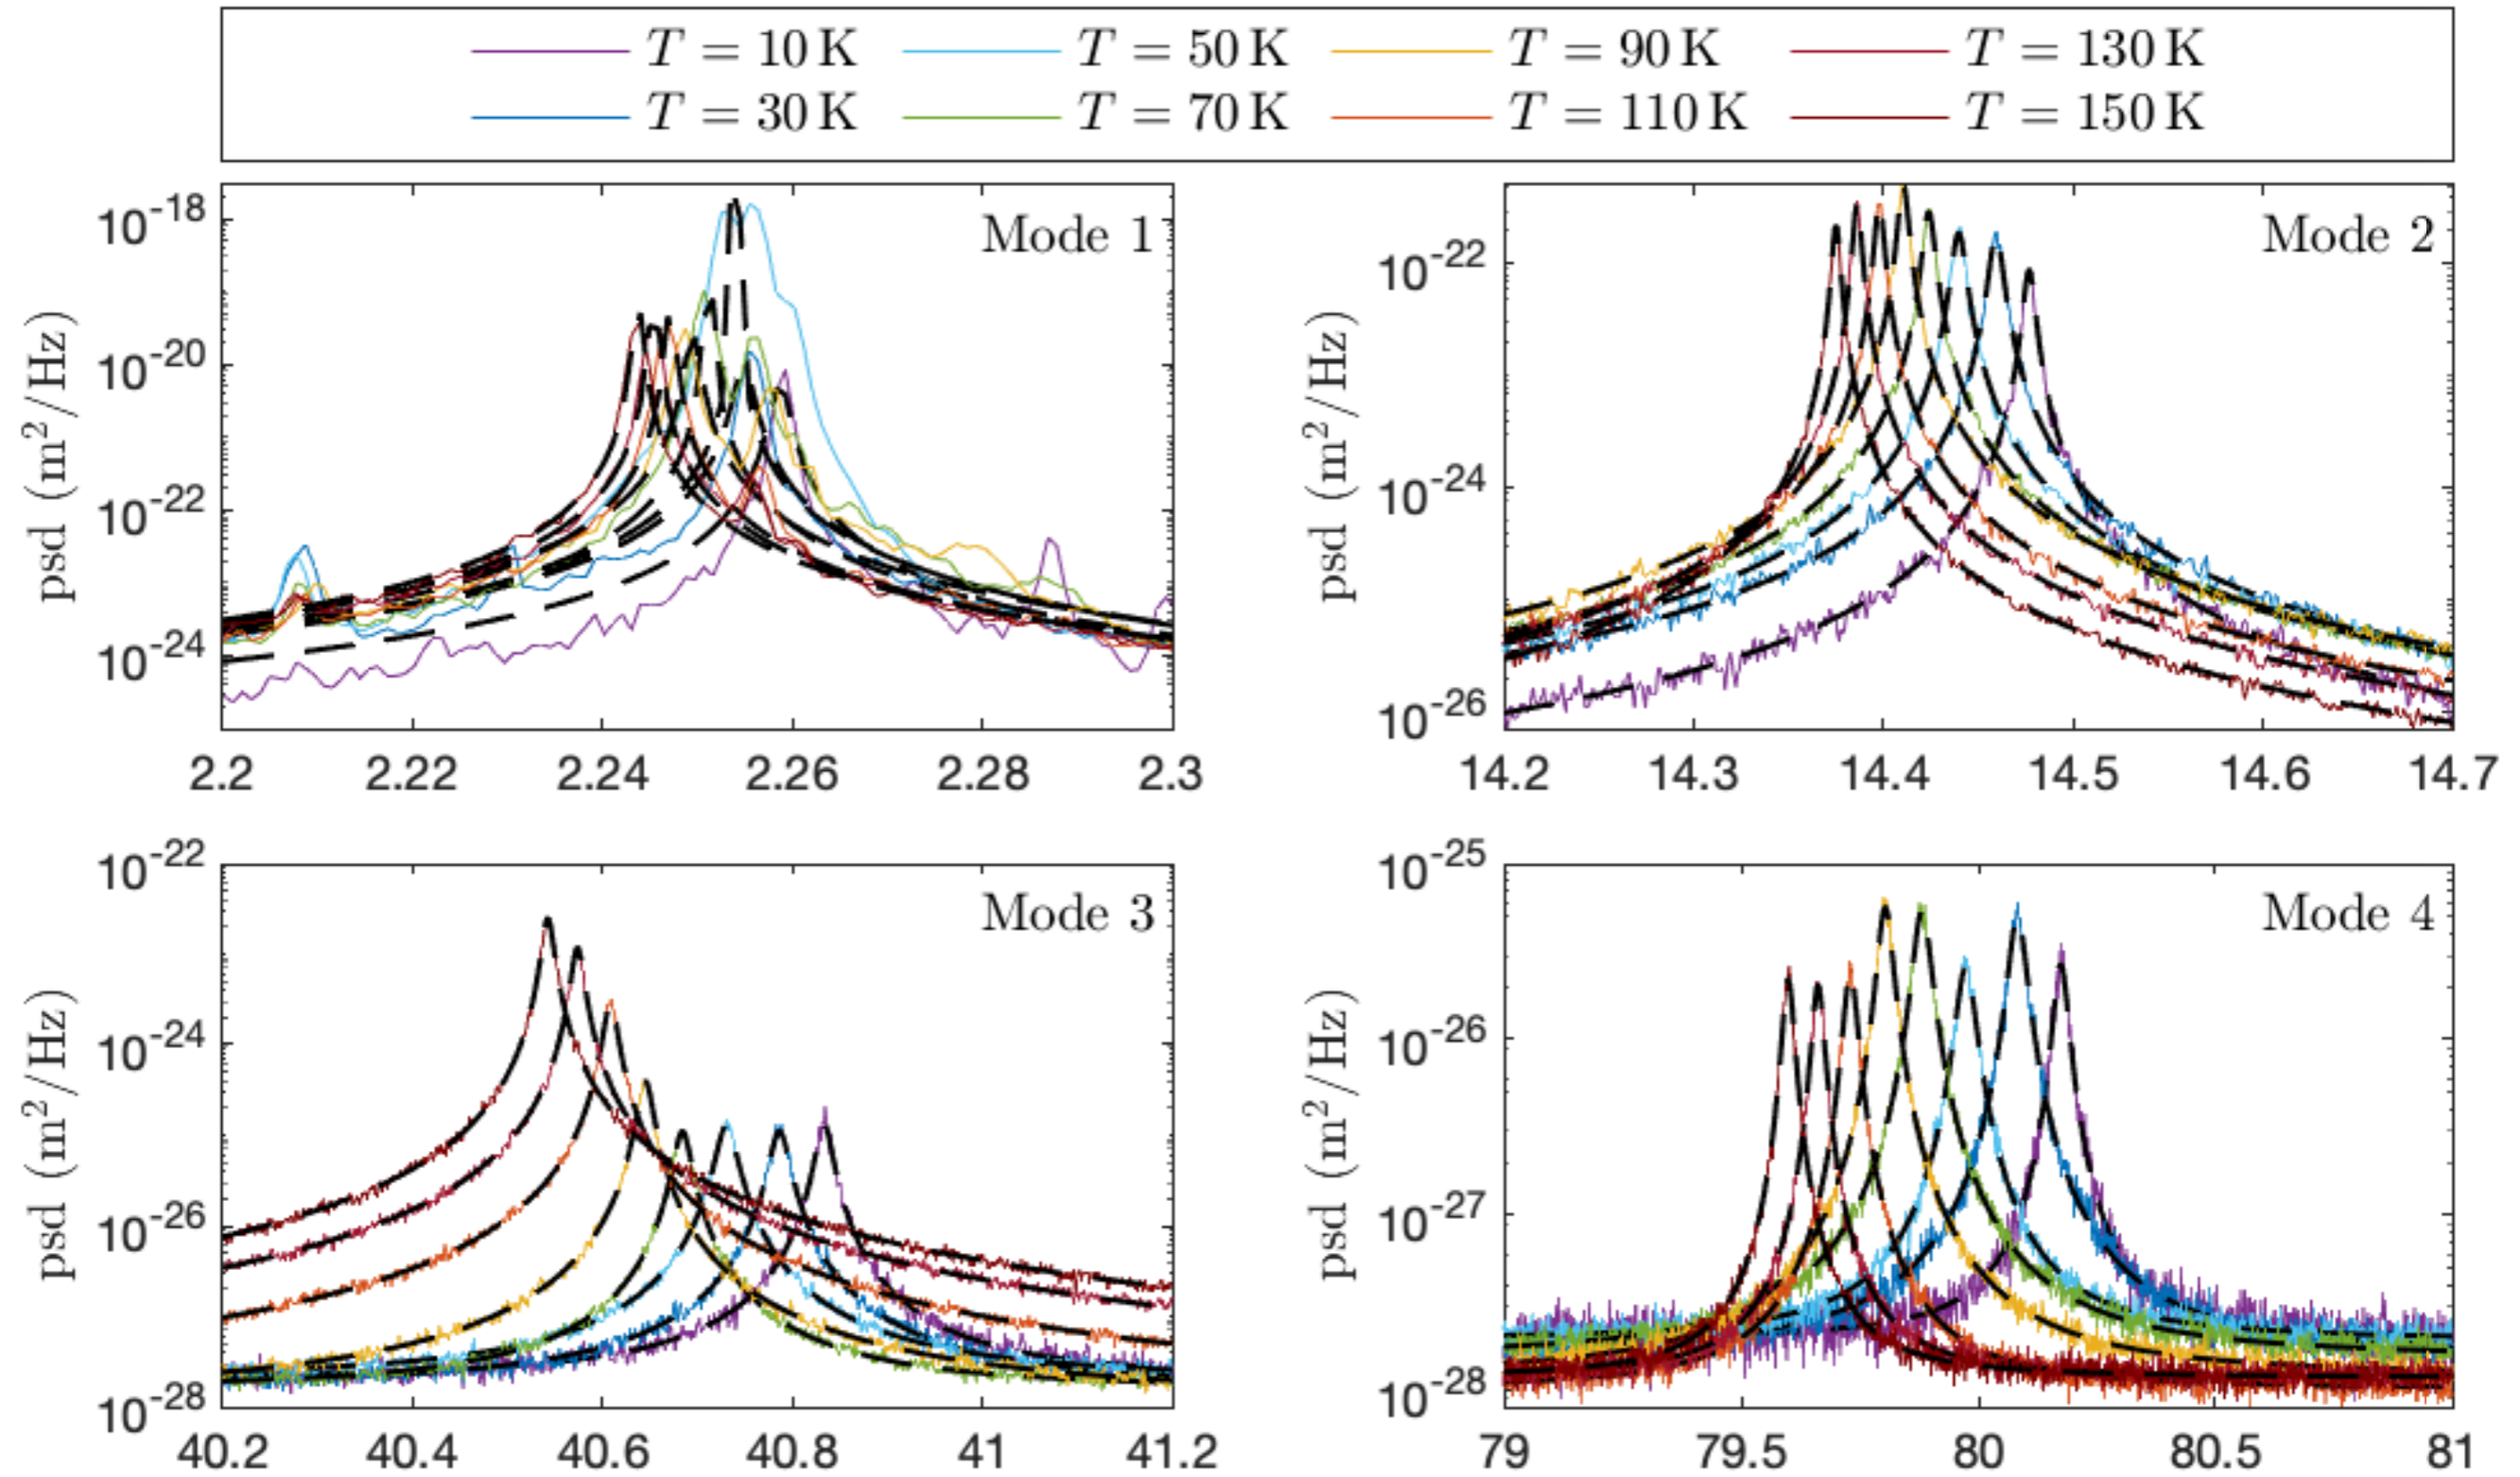 T = 10 K T = 50 K T = 90 K T = 130 K
T = 30 K T = 70 K T = 110 K T = 150 K
Mode 1
psd (m²/Hz)
10⁻¹⁸
10⁻²⁰
10⁻²²
10⁻²⁴
2.2 2.22 2.24 2.26 2.28 2.3
Mode 2
psd (m²/Hz)
10⁻²²
10⁻²⁴
10⁻²⁶
14.2 14.3 14.4 14.5 14.6 14.7
Mode 3
psd (m²/Hz)
10⁻²²
10⁻²⁴
10⁻²⁶
10⁻²⁸
40.2 40.4 40.6 40.8 41 41.2
Mode 4
psd (m²/Hz)
10⁻²⁵
10⁻²⁶
10⁻²⁷
10⁻²⁸
79 79.5 80 80.5 81